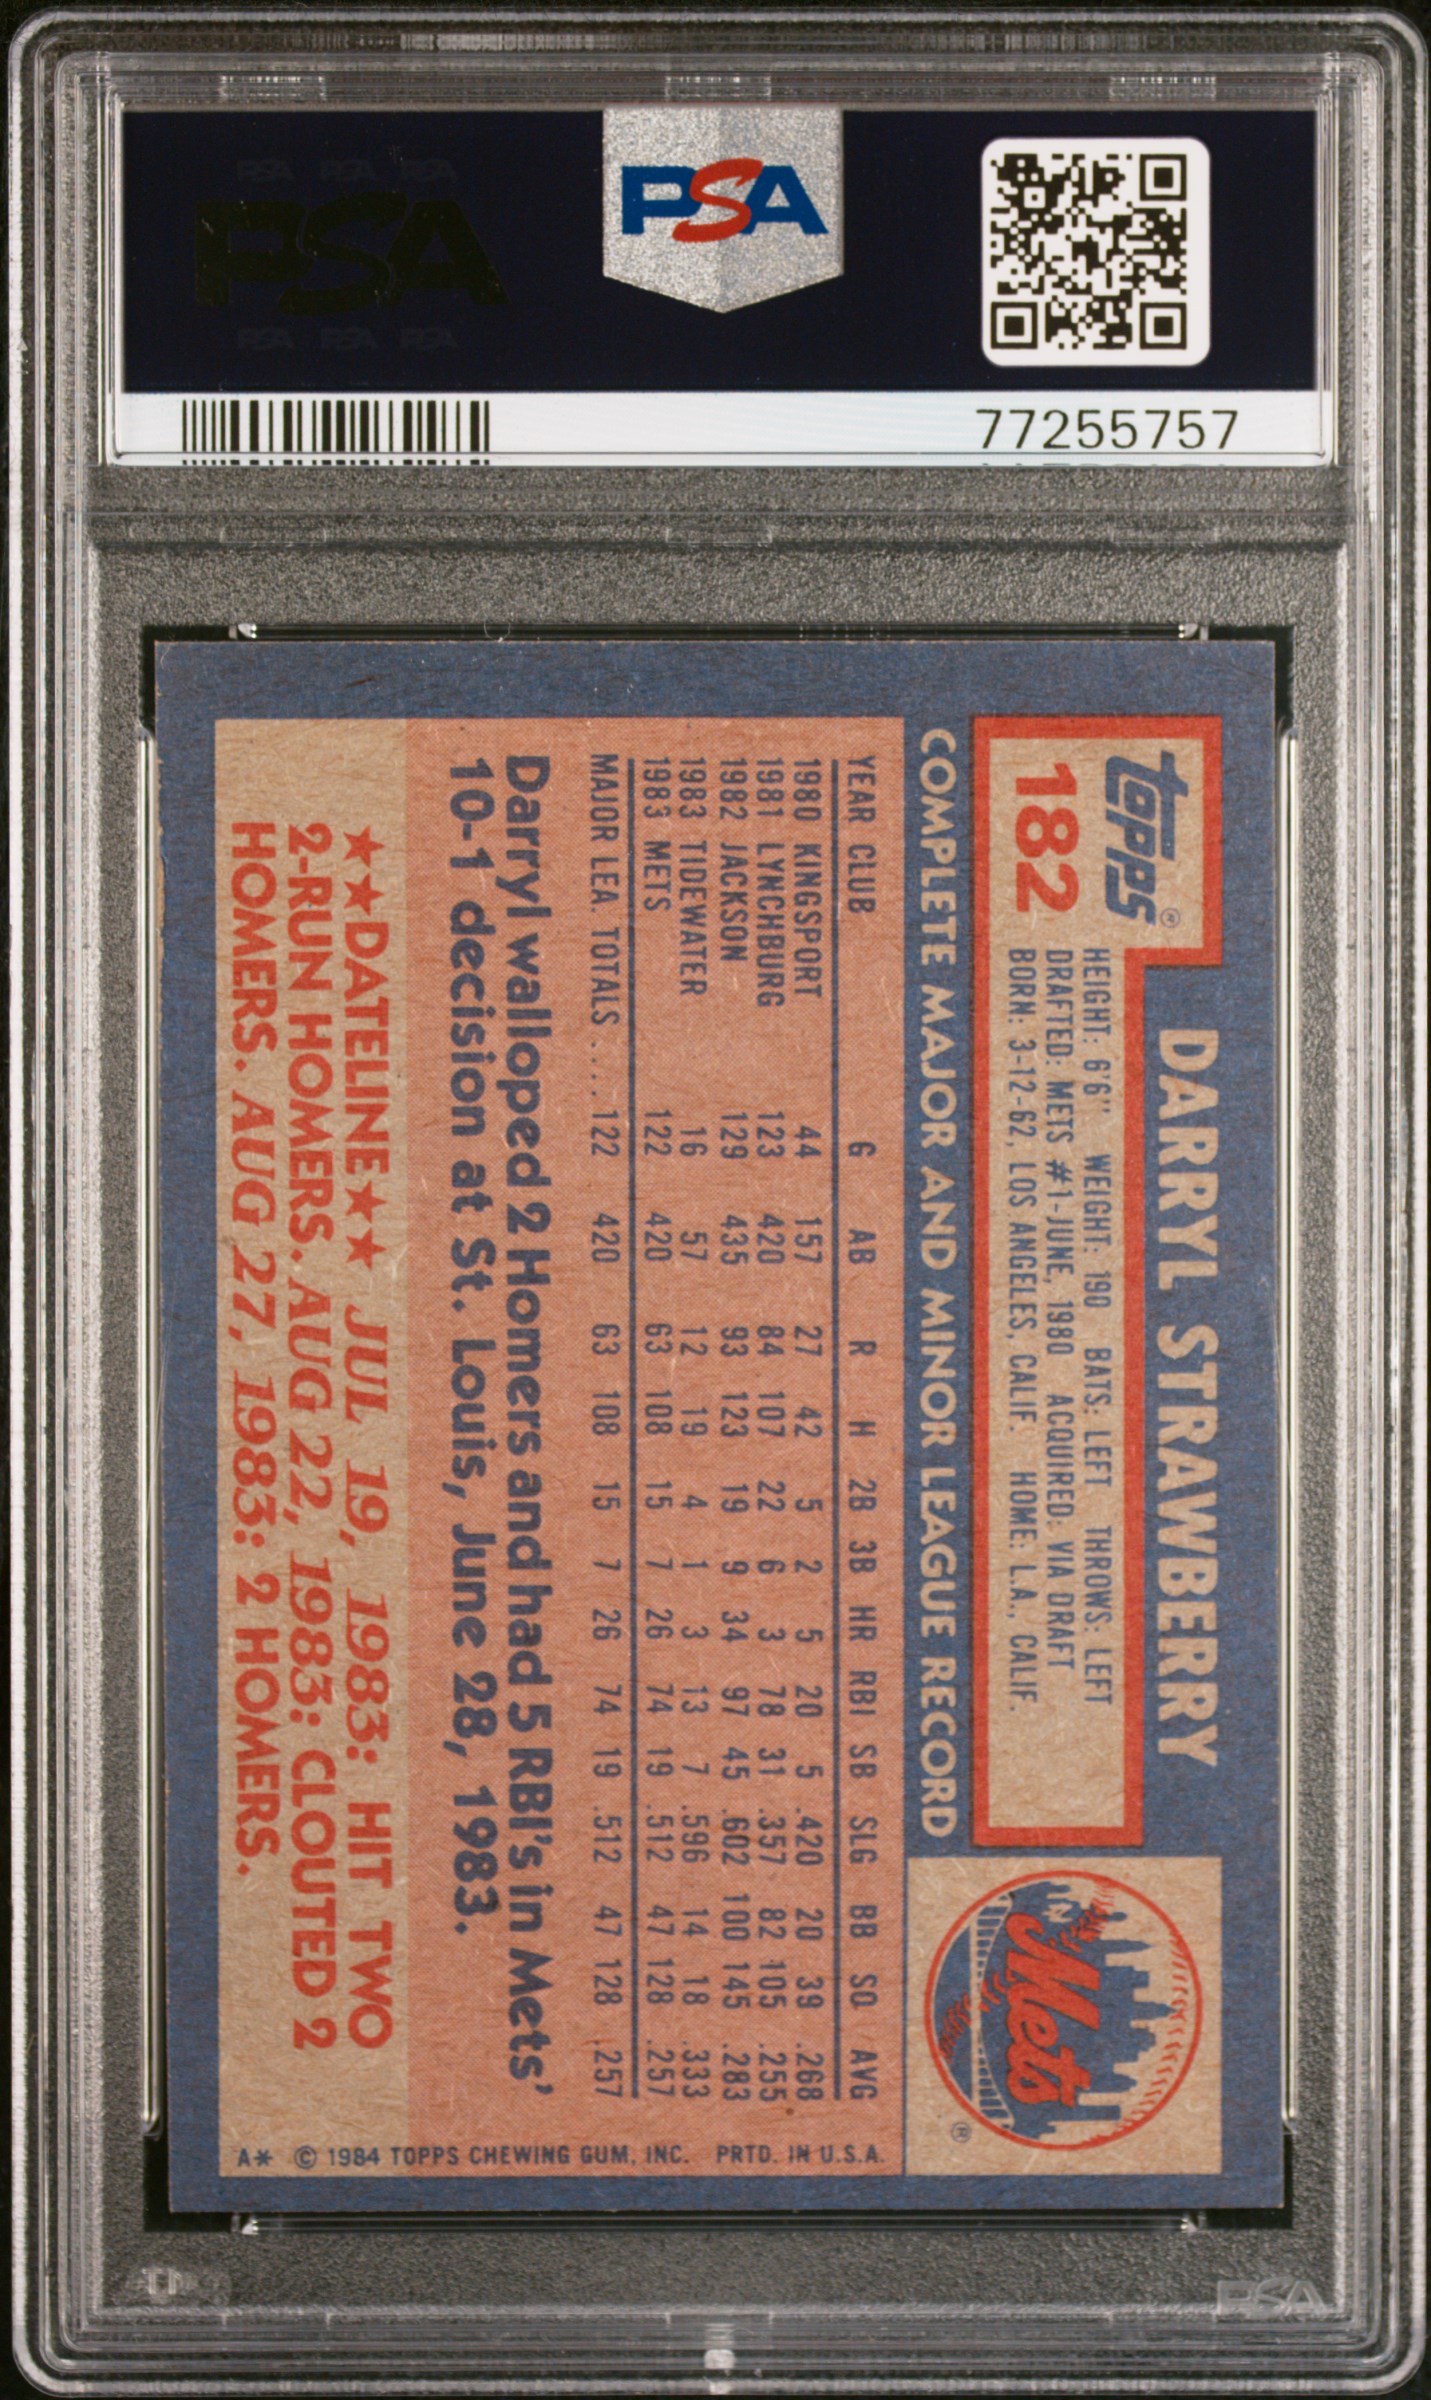 PSA PSA PSA
PSA
PSA PSA PSA
PSA
77255757
topps®
182
DARRYL STRAWBERRY
HEIGHT: 6'6" WEIGHT: 190 BATS: LEFT THROWS: LEFT
DRAFTED: METS #1-JUNE, 1980 ACQUIRED: VIA DRAFT
BORN: 3-12-62, LOS ANGELES, CALIF. HOME: L.A., CALIF.
Mets
®
COMPLETE MAJOR AND MINOR LEAGUE RECORD
YEAR CLUB G AB R H 2B 3B HR RBI SB SLG BB SO AVG
1980 KINGSPORT 44 157 27 42 5 2 5 20 5 .420 20 39 .268
1981 LYNCHBURG 123 420 84 107 22 6 3 78 31 .357 82 105 .255
1982 JACKSON 129 435 93 123 19 9 34 97 45 .602 100 145 .283
1983 TIDEWATER 16 57 12 19 4 1 3 13 7 .596 14 18 .333
1983 METS 122 420 63 108 15 7 26 74 19 .512 47 128 .257
MAJOR LEA. TOTALS .... 122 420 63 108 15 7 26 74 19 .512 47 128 .257
Darryl walloped 2 Homers and had 5 RBI's in Mets'
10-1 decision at St. Louis, June 28, 1983.
★★DATELINE★★ JUL 19, 1983: HIT TWO
2-RUN HOMERS. AUG 22, 1983: CLOUTED 2
HOMERS. AUG 27, 1983: 2 HOMERS.
A* © 1984 TOPPS CHEWING GUM, INC. PRTD. IN U.S.A.
PSA